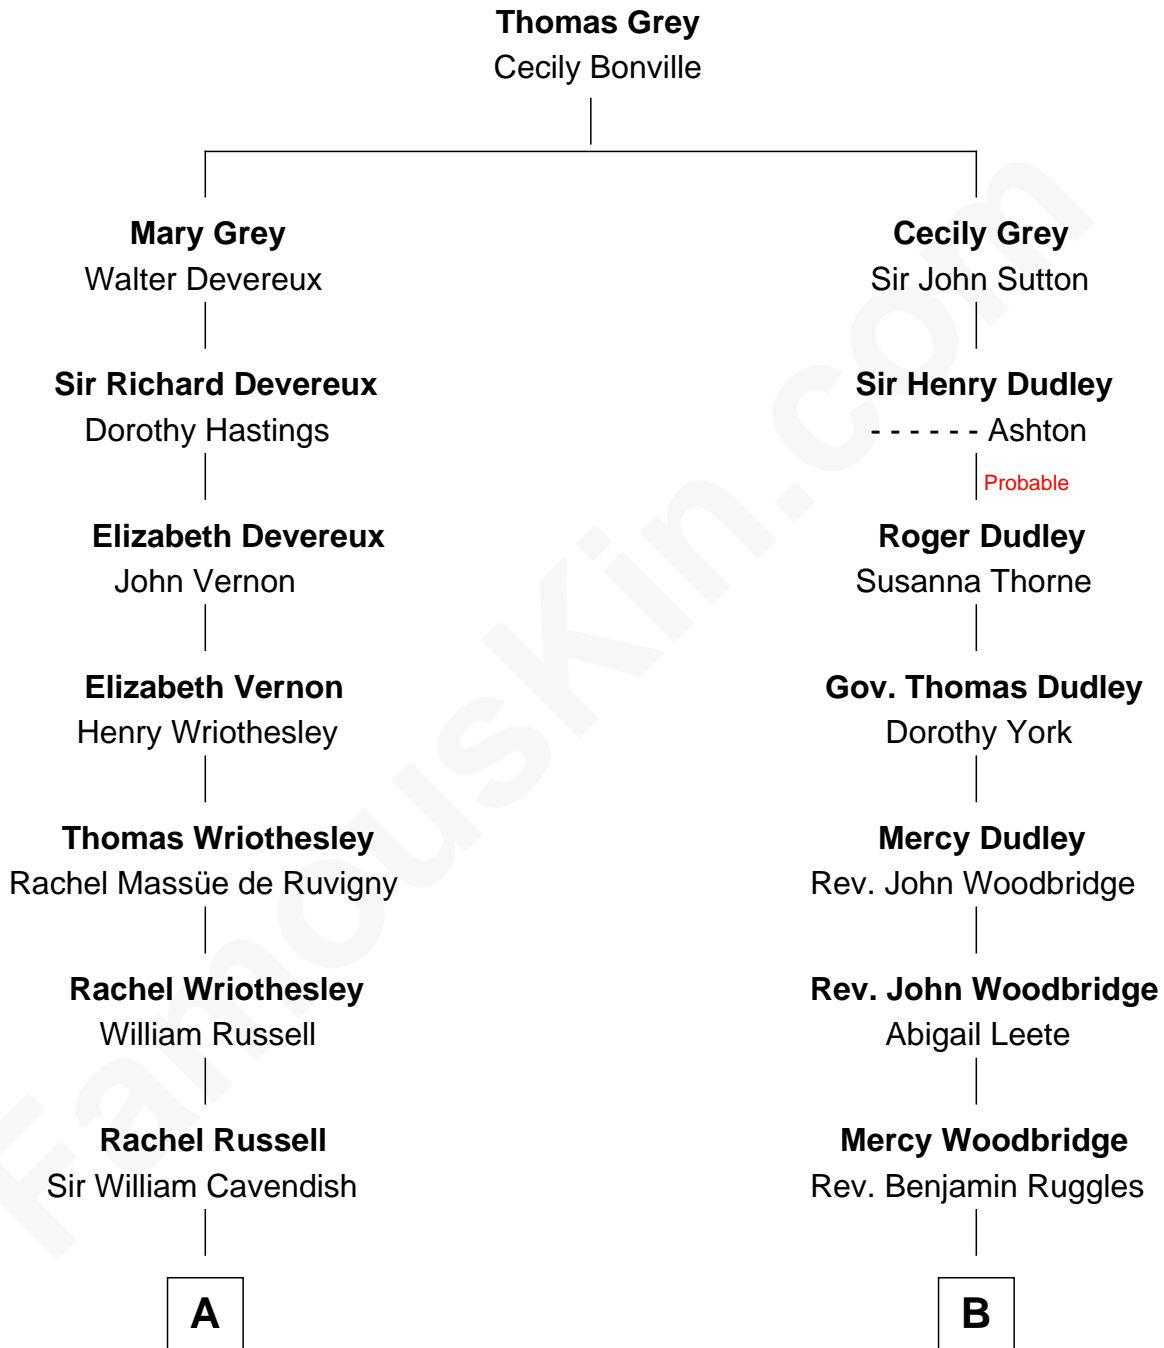 Thomas Grey
Cecily Bonville
Mary Grey
Walter Devereux
Cecily Grey
Sir John Sutton
Sir Richard Devereux
Dorothy Hastings
Sir Henry Dudley
- - - - - - Ashton
Probable
Elizabeth Devereux
John Vernon
Roger Dudley
Susanna Thorne
Elizabeth Vernon
Henry Wriothesley
Gov. Thomas Dudley
Dorothy York
Thomas Wriothesley
Rachel Massüe de Ruvigny
Mercy Dudley
Rev. John Woodbridge
Rachel Wriothesley
William Russell
Rev. John Woodbridge
Abigail Leete
Rachel Russell
Sir William Cavendish
Mercy Woodbridge
Rev. Benjamin Ruggles
A
B
FamousKin.com